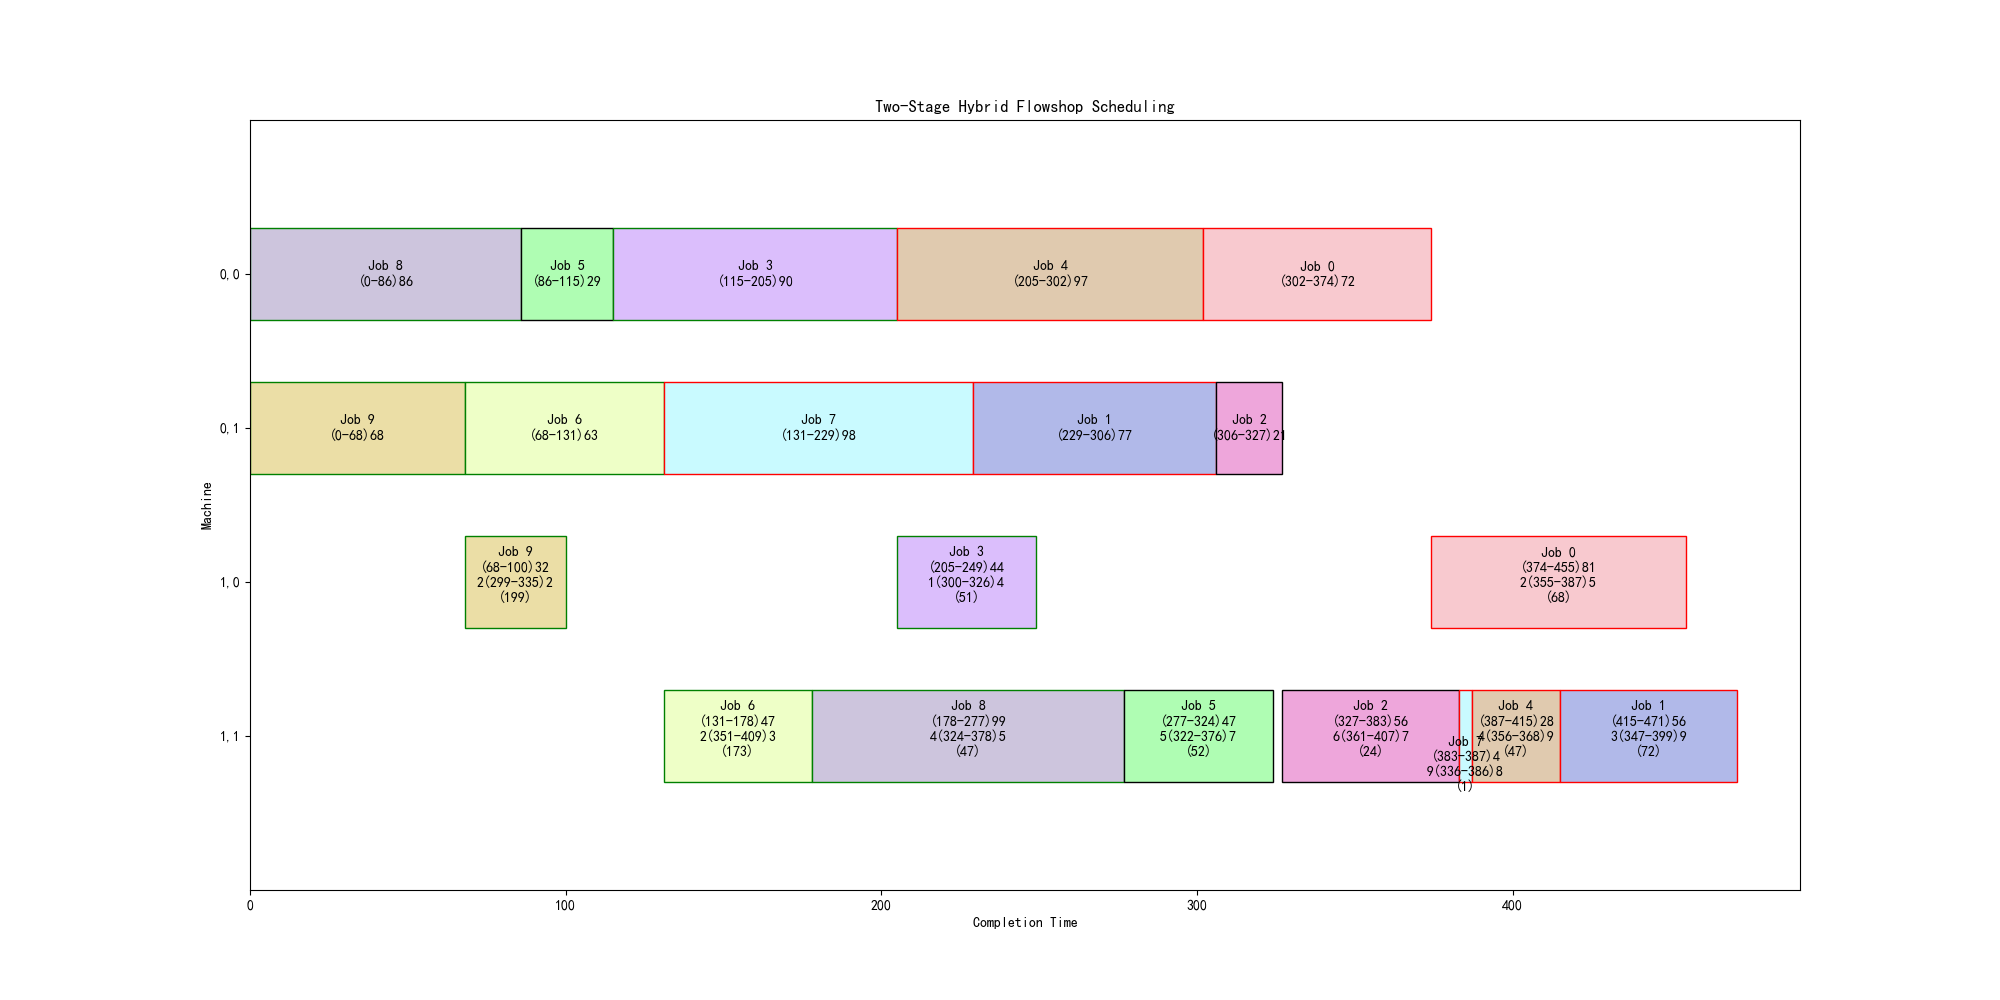 Two-Stage Hybrid Flowshop Scheduling
0,0
Job 8
(0-86)86
Job 5
(86-115)29
Job 3
(115-205)90
Job 4
(205-302)97
Job 0
(302-374)72
0,1
Job 9
(0-68)68
Job 6
(68-131)63
Job 7
(131-229)98
Job 1
(229-306)77
Job 2
(306-327)21
Machine
1,0
Job 9
(68-100)32
2(299-335)2
(199)
Job 3
(205-249)44
1(300-326)4
(51)
Job 0
(374-455)81
2(355-387)5
(68)
1,1
Job 6
(131-178)47
2(351-409)3
(173)
Job 8
(178-277)99
4(324-378)5
(47)
Job 5
(277-324)47
5(322-376)7
(52)
Job 2
(327-383)56
6(361-407)7
(24)
Job 7
(383-387)4
9(336-386)8
(1)
Job 4
(387-415)28
4(356-368)9
(47)
Job 1
(415-471)56
3(347-399)9
(72)
0
100
200
300
400
Completion Time